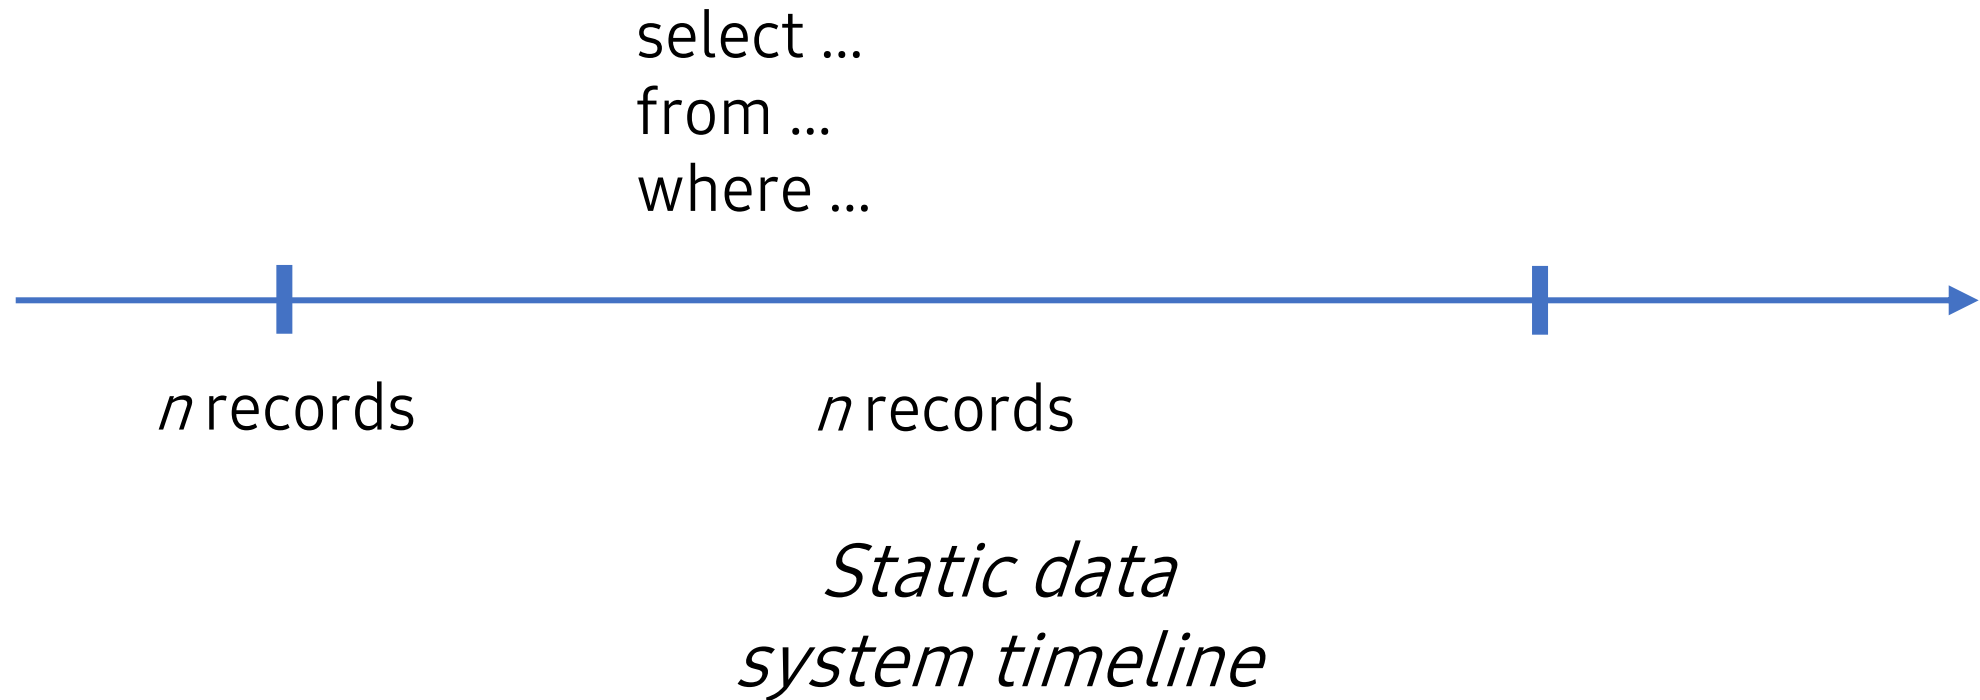 select ...
from ...
where ...
n records
n records
Static data
system timeline